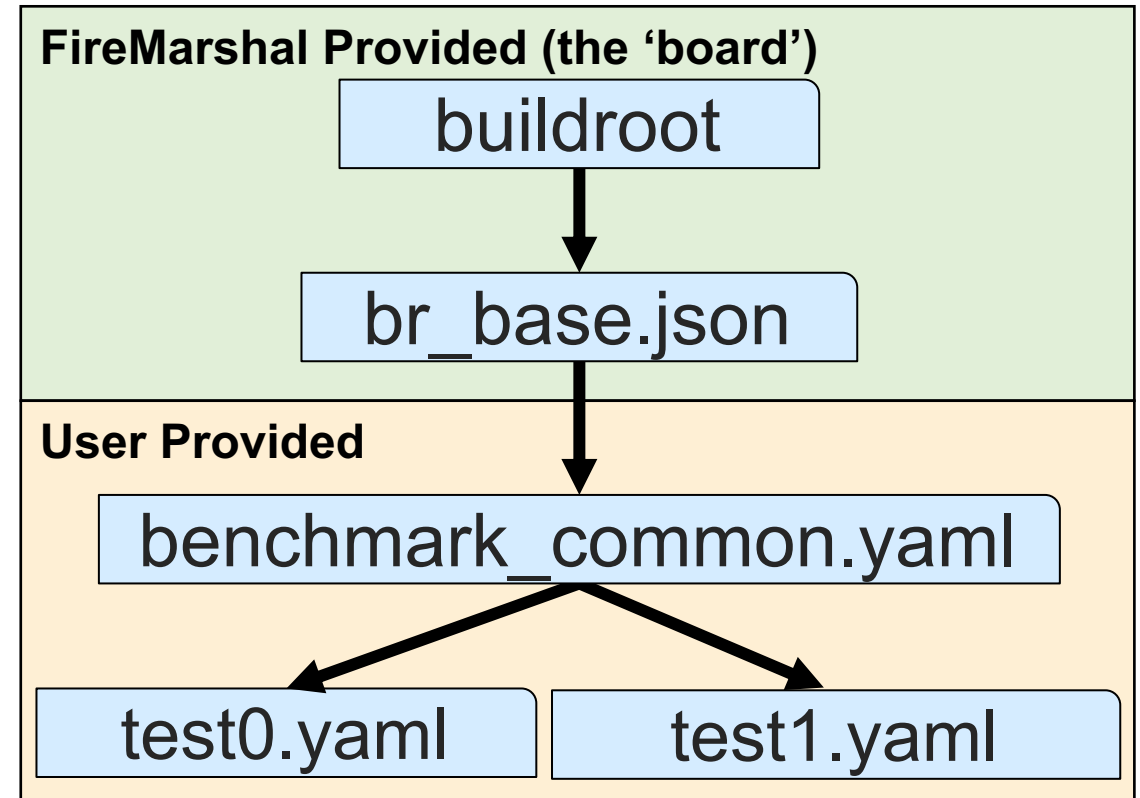 FireMarshal Provided (the ‘board’)
buildroot
br_base.json
User Provided
benchmark_common.yaml
test0.yaml
test1.yaml